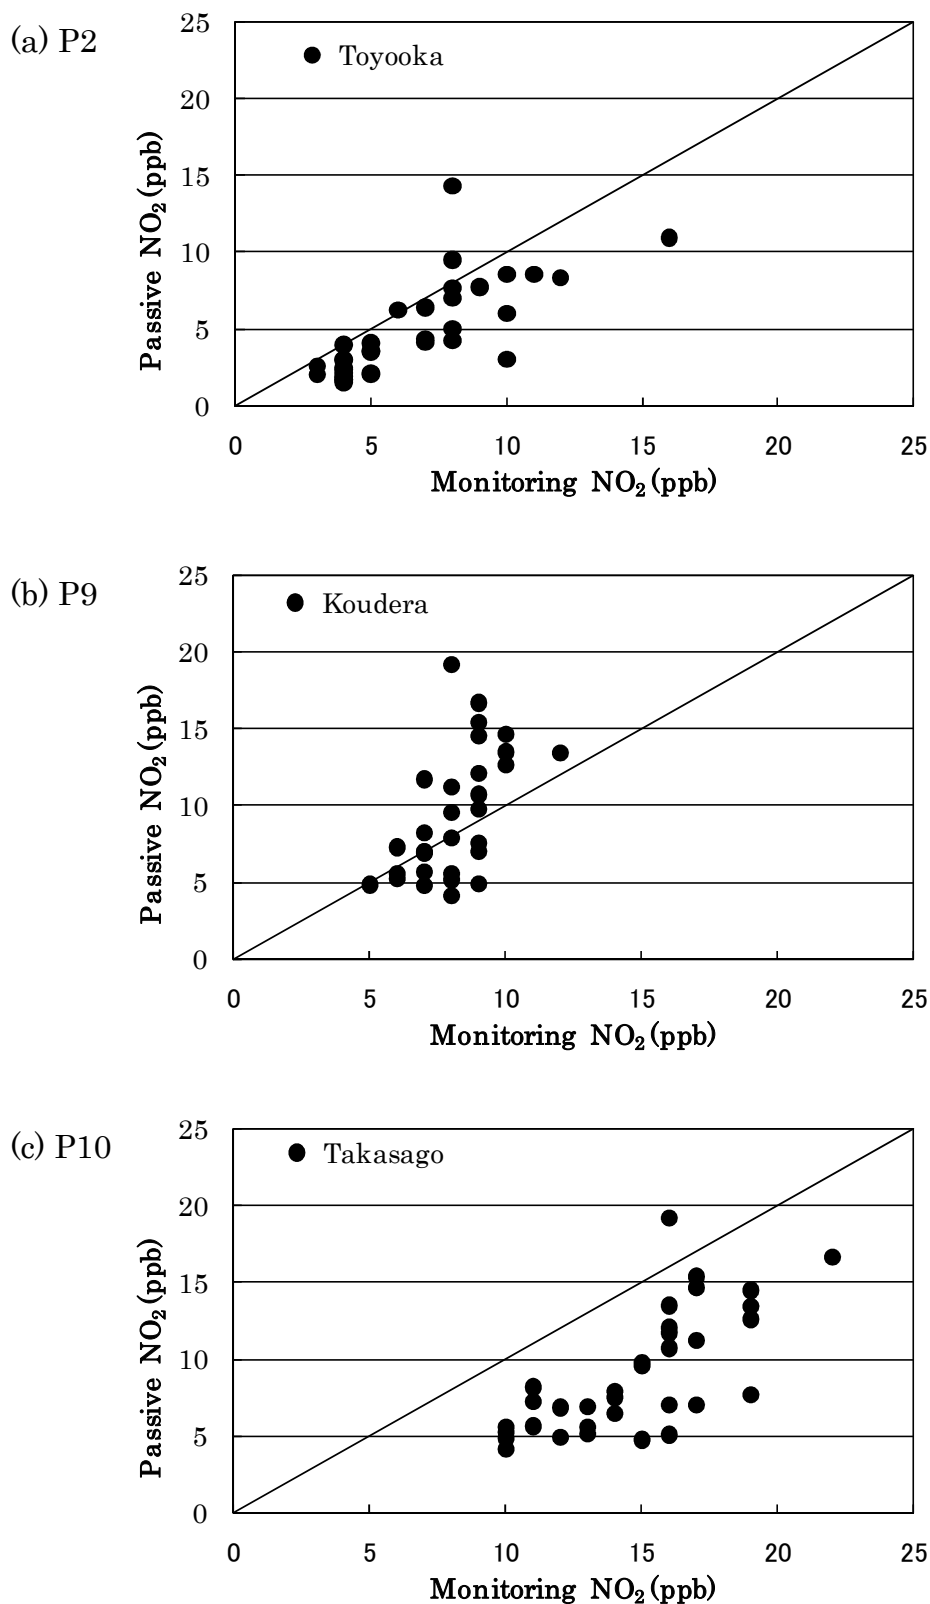 (a) P2
Toyooka
25
20
15
10
5
0
Passive NO₂(ppb)
0 5 10 15 20 25
Monitoring NO₂(ppb)
(b) P9
Koudera
25
20
15
10
5
0
Passive NO₂(ppb)
0 5 10 15 20 25
Monitoring NO₂(ppb)
(c) P10
Takasago
25
20
15
10
5
0
Passive NO₂(ppb)
0 5 10 15 20 25
Monitoring NO₂(ppb)